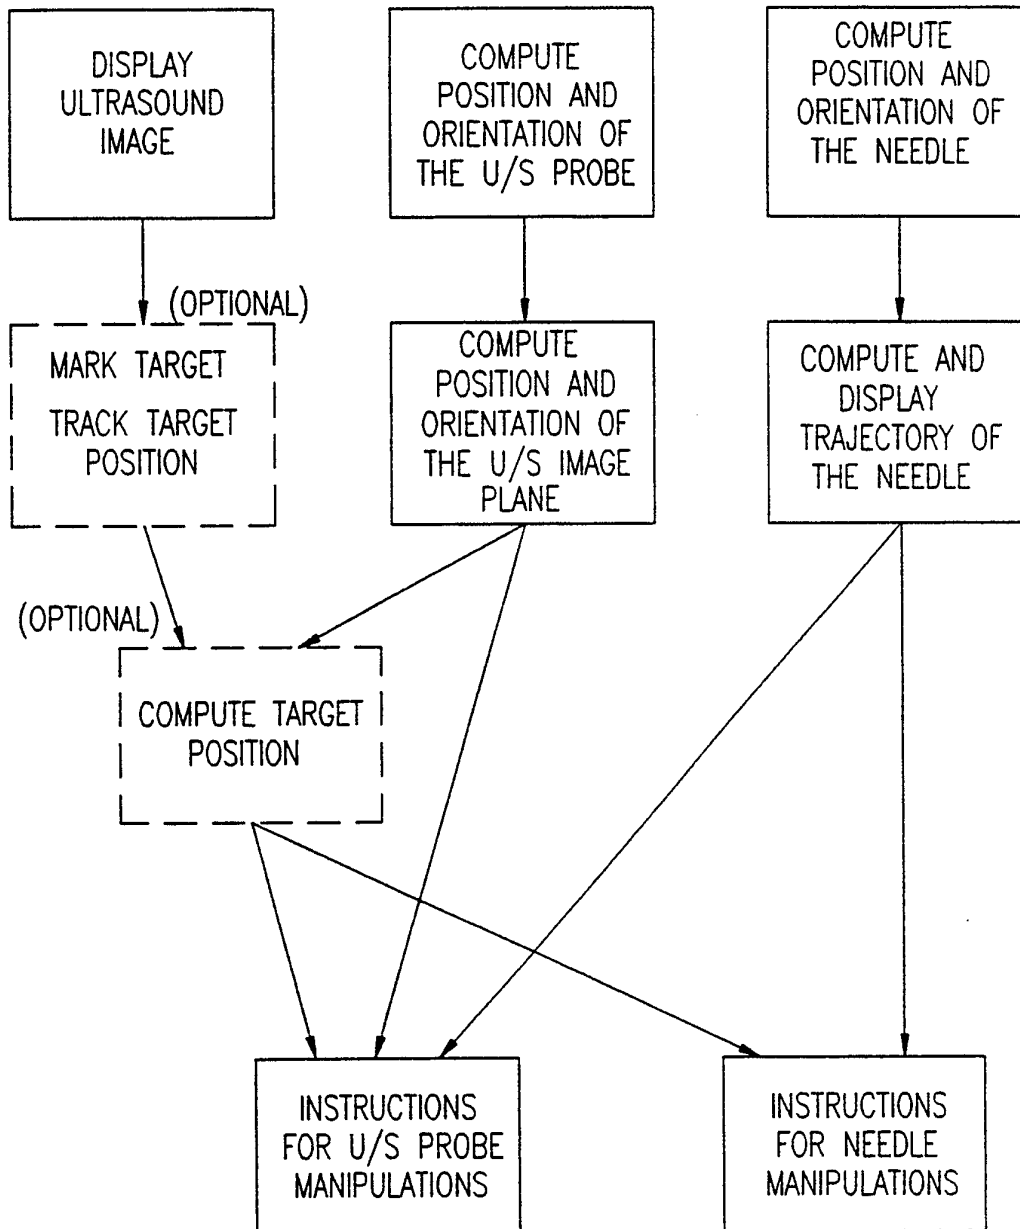 DISPLAY
ULTRASOUND
IMAGE
COMPUTE
POSITION AND
ORIENTATION OF
THE U/S PROBE
COMPUTE
POSITION AND
ORIENTATION OF
THE NEEDLE
(OPTIONAL)
MARK TARGET
TRACK TARGET
POSITION
COMPUTE
POSITION AND
ORIENTATION OF
THE U/S IMAGE
PLANE
COMPUTE AND
DISPLAY
TRAJECTORY OF
THE NEEDLE
(OPTIONAL)
COMPUTE TARGET
POSITION
INSTRUCTIONS
FOR U/S PROBE
MANIPULATIONS
INSTRUCTIONS
FOR NEEDLE
MANIPULATIONS